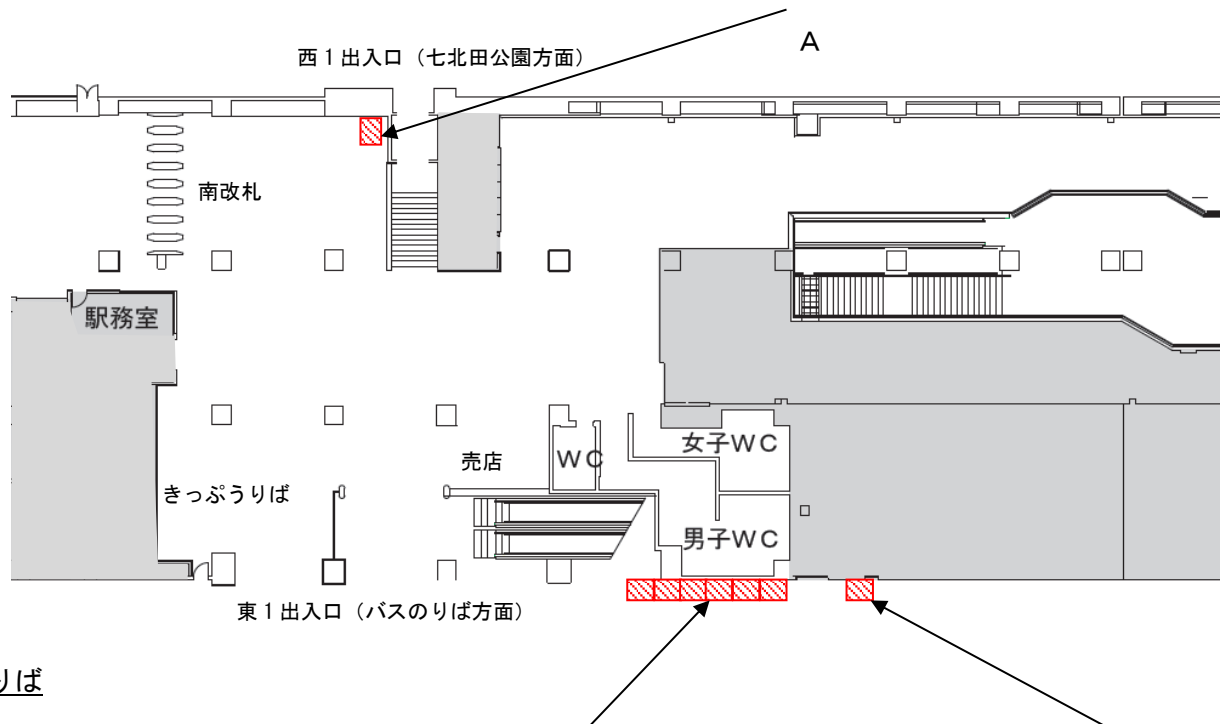 A
西１出入口（七北田公園方面）
南改札
駅務室
女子ＷＣ
ＷＣ
売店
きっぷうりば
男子ＷＣ
東１出入口（バスのりば方面）
りば